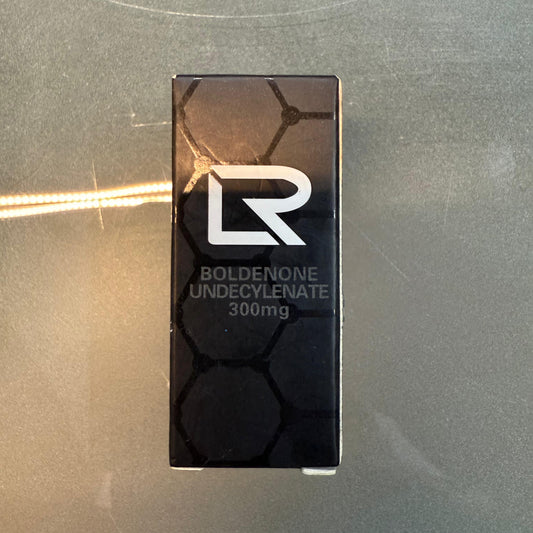 LR
BOLDENONE
UNDECYLENATE
300mg